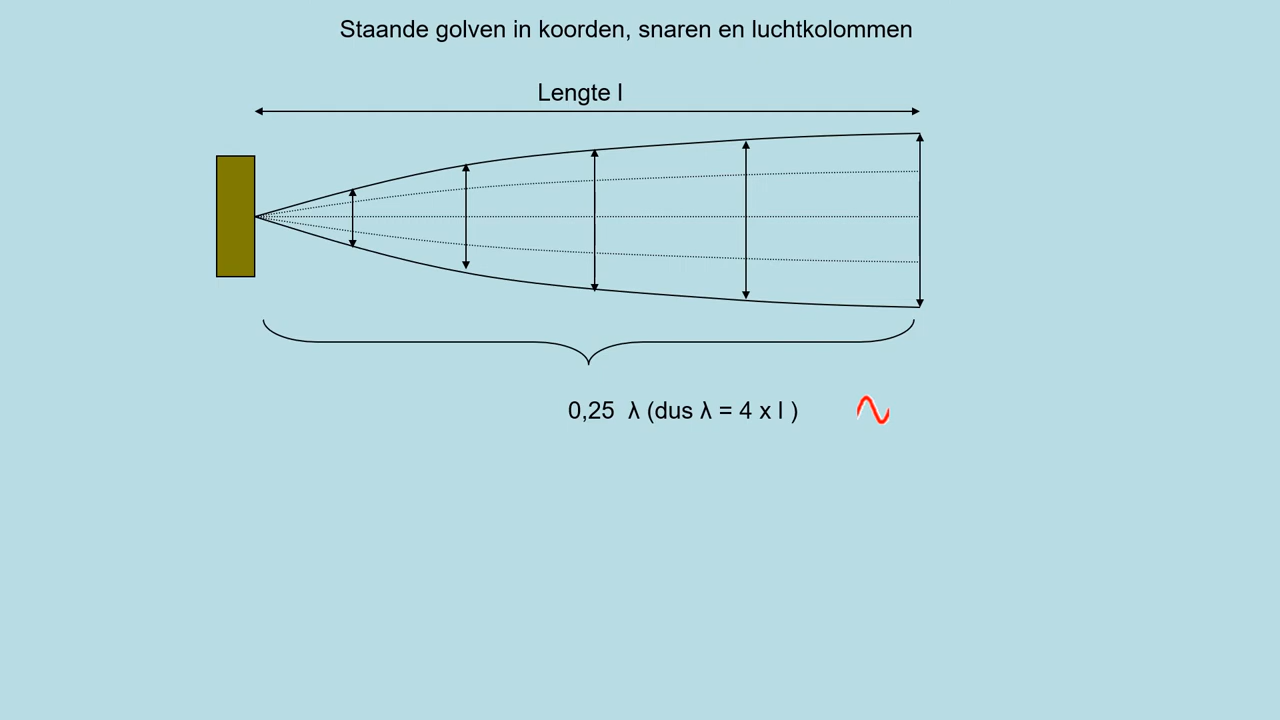 Staande golven in koorden, snaren en luchtkolommen
Lengte l
0,25 λ (dus λ = 4 x l )